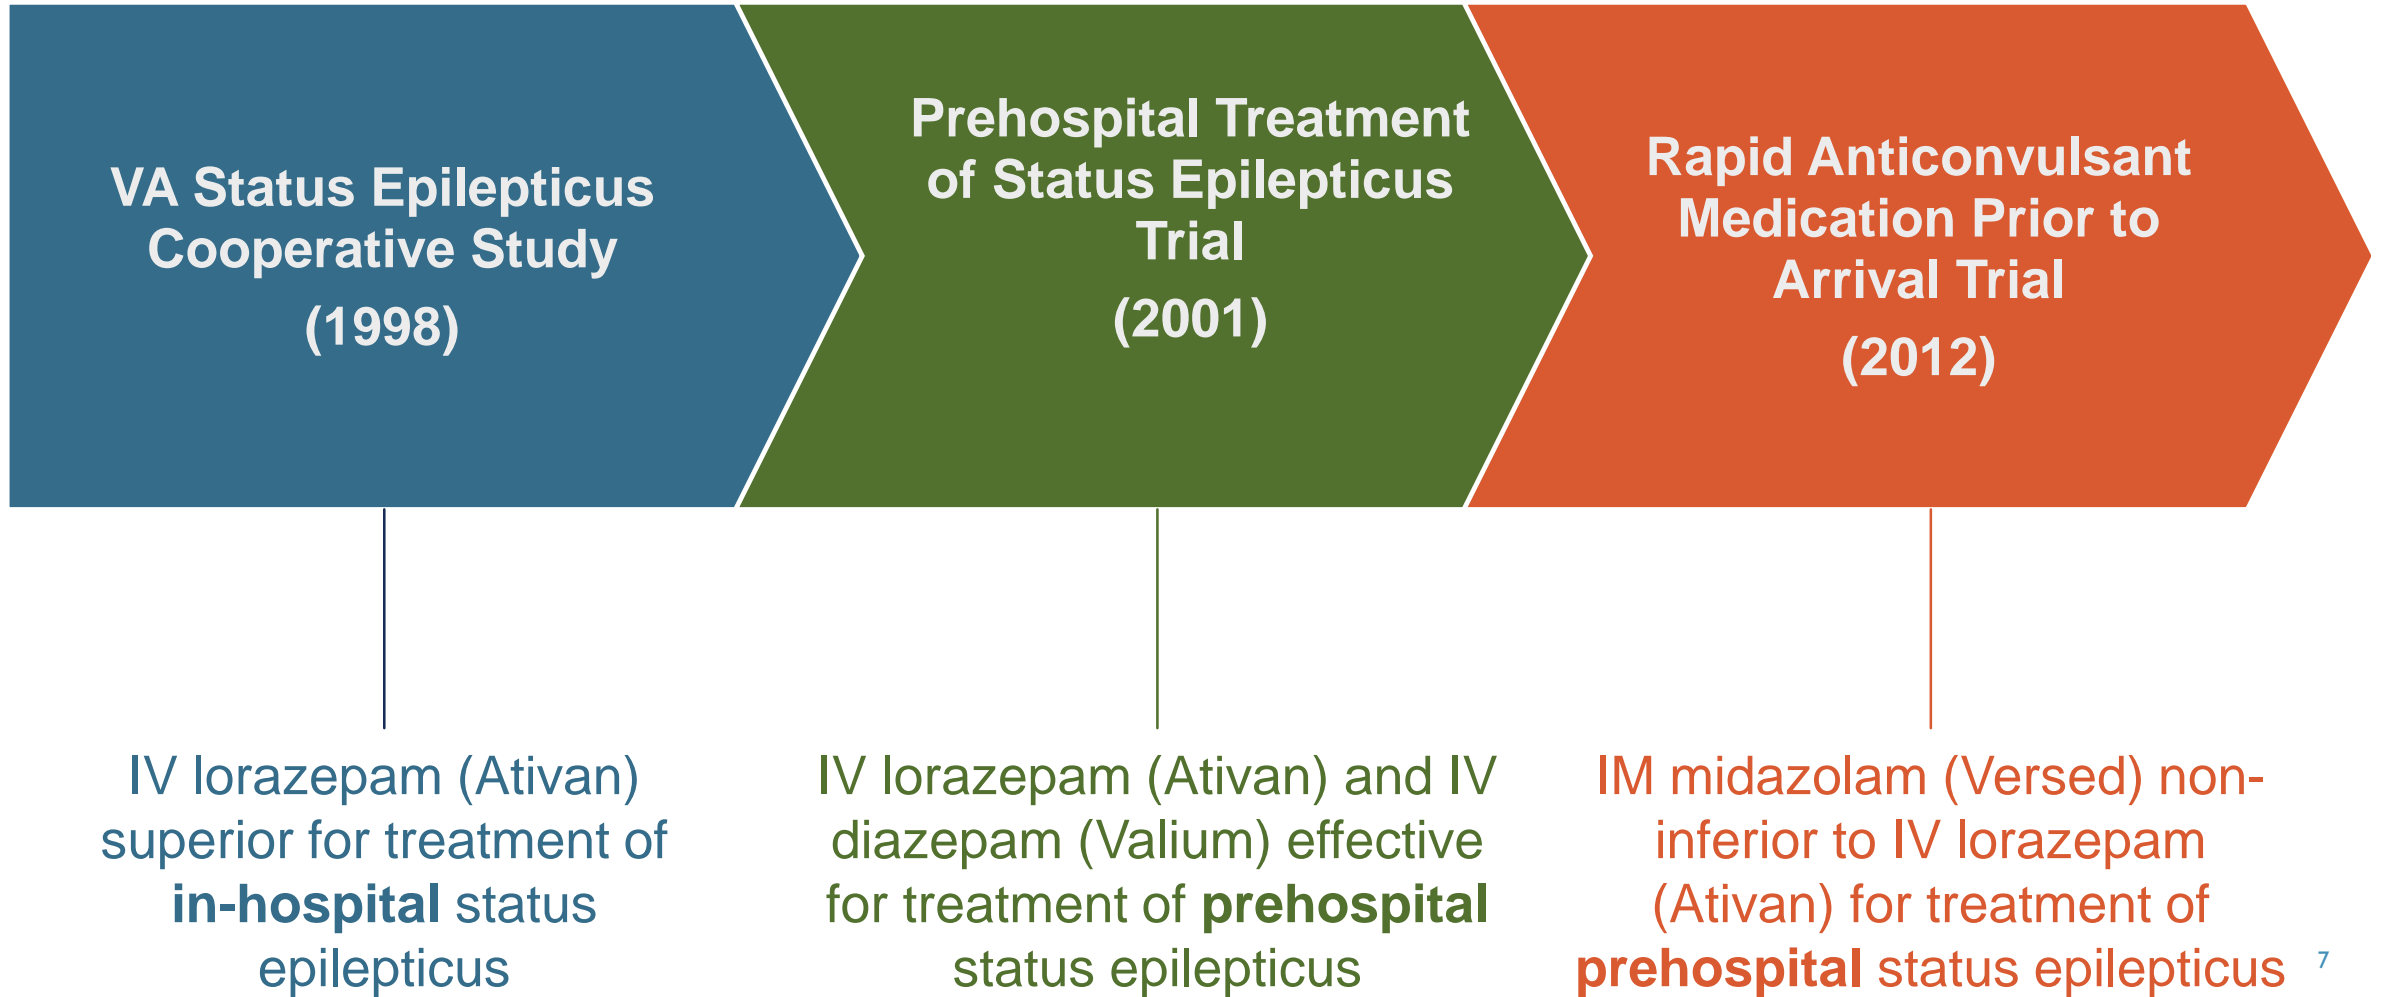 VA Status Epilepticus
Cooperative Study
(1998)
Prehospital Treatment
of Status Epilepticus
Trial
(2001)
Rapid Anticonvulsant
Medication Prior to
Arrival Trial
(2012)
IV lorazepam (Ativan)
superior for treatment of
in-hospital status
epilepticus
IV lorazepam (Ativan) and IV
diazepam (Valium) effective
for treatment of prehospital
status epilepticus
IM midazolam (Versed) non-
inferior to IV lorazepam
(Ativan) for treatment of
prehospital status epilepticus
7